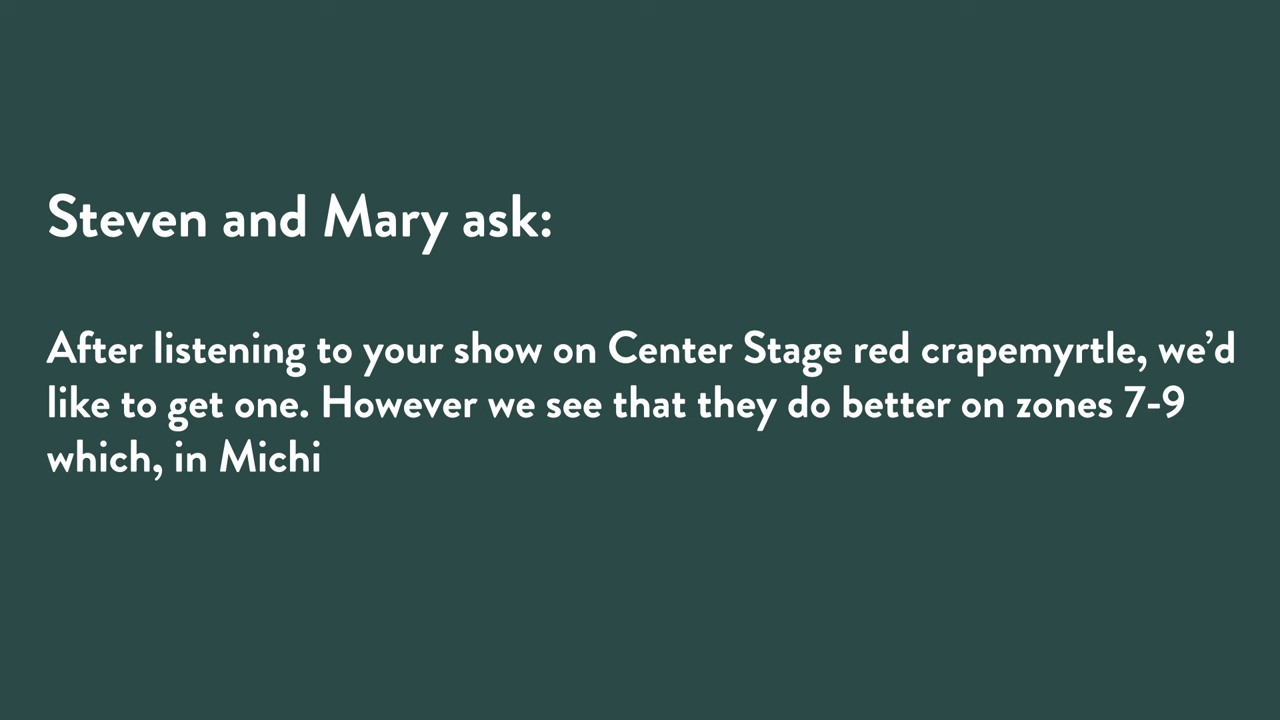 Steven and Mary ask:
After listening to your show on Center Stage red crapemyrtle, we’d
like to get one. However we see that they do better on zones 7-9
which, in Michi